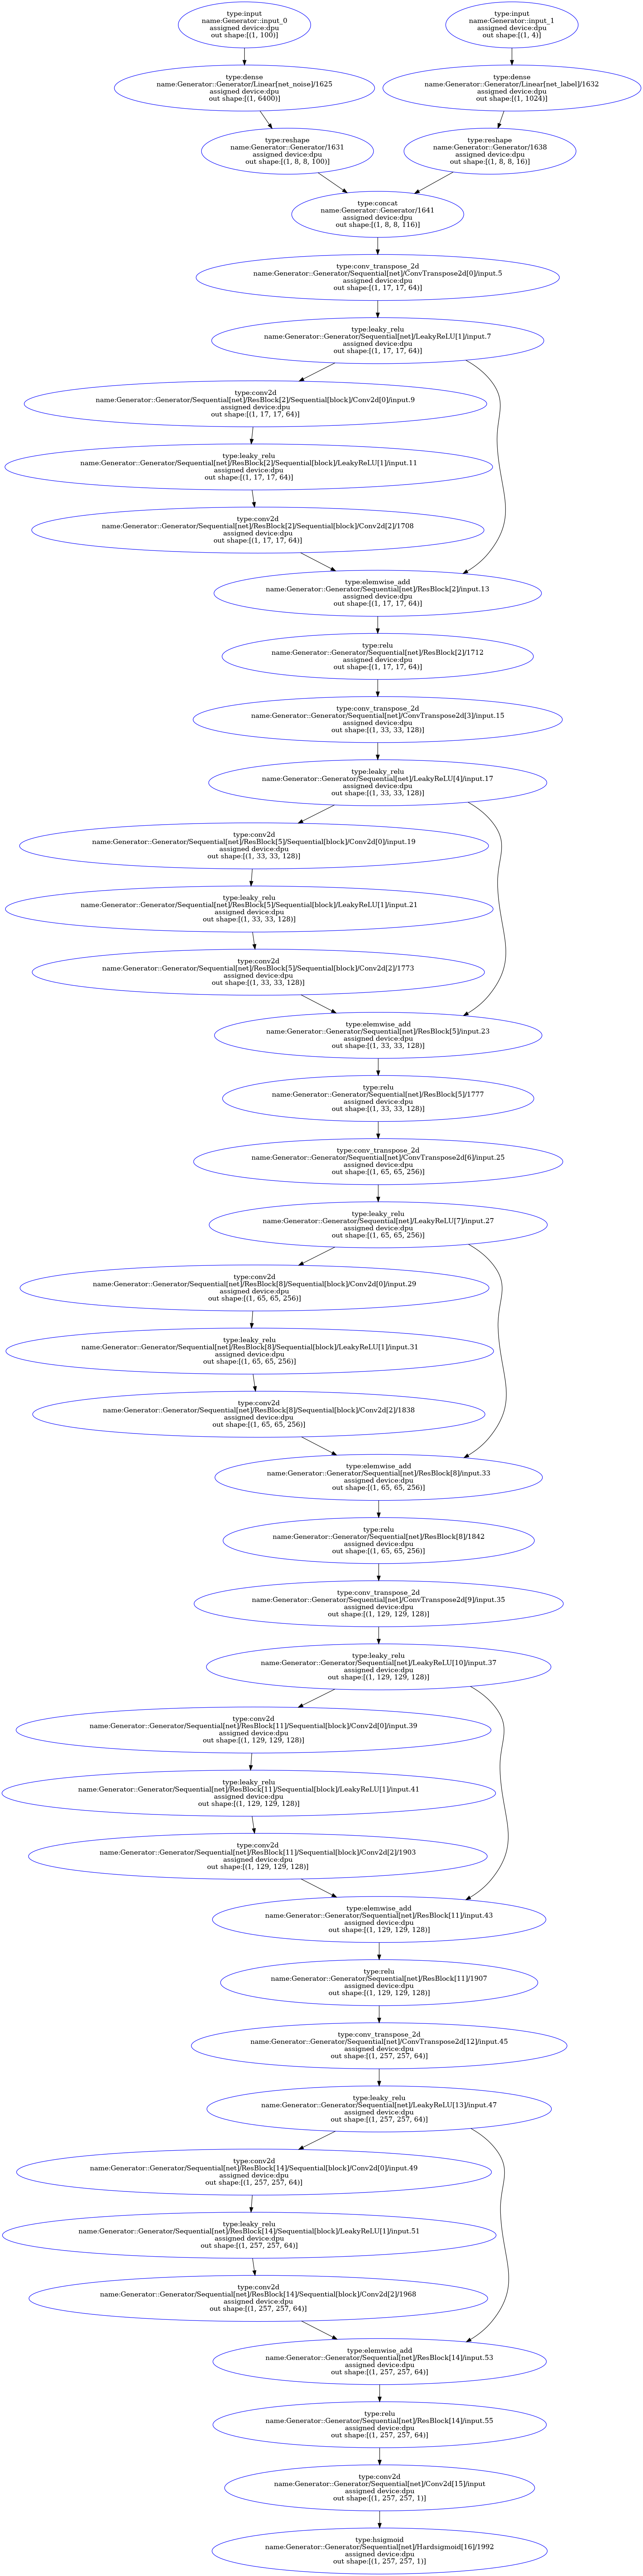 type:input
name:Generator::input_0
assigned device:dpu
out shape:[(1, 100)]
type:input
name:Generator::input_1
assigned device:dpu
out shape:[(1, 4)]
type:dense
name:Generator::Generator/Linear[net_noise]/1625
assigned device:dpu
out shape:[(1, 6400)]
type:dense
name:Generator::Generator/Linear[net_label]/1632
assigned device:dpu
out shape:[(1, 1024)]
type:reshape
name:Generator::Generator/1631
assigned device:dpu
out shape:[(1, 8, 8, 100)]
type:reshape
name:Generator::Generator/1638
assigned device:dpu
out shape:[(1, 8, 8, 16)]
type:concat
name:Generator::Generator/1641
assigned device:dpu
out shape:[(1, 8, 8, 116)]
type:conv_transpose_2d
name:Generator::Generator/Sequential[net]/ConvTranspose2d[0]/input.5
assigned device:dpu
out shape:[(1, 17, 17, 64)]
type:leaky_relu
name:Generator::Generator/Sequential[net]/LeakyReLU[1]/input.7
assigned device:dpu
out shape:[(1, 17, 17, 64)]
type:conv2d
name:Generator::Generator/Sequential[net]/ResBlock[2]/Sequential[block]/Conv2d[0]/input.9
assigned device:dpu
out shape:[(1, 17, 17, 64)]
type:leaky_relu
name:Generator::Generator/Sequential[net]/ResBlock[2]/Sequential[block]/LeakyReLU[1]/input.11
assigned device:dpu
out shape:[(1, 17, 17, 64)]
type:conv2d
name:Generator::Generator/Sequential[net]/ResBlock[2]/Sequential[block]/Conv2d[2]/1708
assigned device:dpu
out shape:[(1, 17, 17, 64)]
type:elemwise_add
name:Generator::Generator/Sequential[net]/ResBlock[2]/input.13
assigned device:dpu
out shape:[(1, 17, 17, 64)]
type:relu
name:Generator::Generator/Sequential[net]/ResBlock[2]/1712
assigned device:dpu
out shape:[(1, 17, 17, 64)]
type:conv_transpose_2d
name:Generator::Generator/Sequential[net]/ConvTranspose2d[3]/input.15
assigned device:dpu
out shape:[(1, 33, 33, 128)]
type:leaky_relu
name:Generator::Generator/Sequential[net]/LeakyReLU[4]/input.17
assigned device:dpu
out shape:[(1, 33, 33, 128)]
type:conv2d
name:Generator::Generator/Sequential[net]/ResBlock[5]/Sequential[block]/Conv2d[0]/input.19
assigned device:dpu
out shape:[(1, 33, 33, 128)]
type:leaky_relu
name:Generator::Generator/Sequential[net]/ResBlock[5]/Sequential[block]/LeakyReLU[1]/input.21
assigned device:dpu
out shape:[(1, 33, 33, 128)]
type:conv2d
name:Generator::Generator/Sequential[net]/ResBlock[5]/Sequential[block]/Conv2d[2]/1773
assigned device:dpu
out shape:[(1, 33, 33, 128)]
type:elemwise_add
name:Generator::Generator/Sequential[net]/ResBlock[5]/input.23
assigned device:dpu
out shape:[(1, 33, 33, 128)]
type:relu
name:Generator::Generator/Sequential[net]/ResBlock[5]/1777
assigned device:dpu
out shape:[(1, 33, 33, 128)]
type:conv_transpose_2d
name:Generator::Generator/Sequential[net]/ConvTranspose2d[6]/input.25
assigned device:dpu
out shape:[(1, 65, 65, 256)]
type:leaky_relu
name:Generator::Generator/Sequential[net]/LeakyReLU[7]/input.27
assigned device:dpu
out shape:[(1, 65, 65, 256)]
type:conv2d
name:Generator::Generator/Sequential[net]/ResBlock[8]/Sequential[block]/Conv2d[0]/input.29
assigned device:dpu
out shape:[(1, 65, 65, 256)]
type:leaky_relu
name:Generator::Generator/Sequential[net]/ResBlock[8]/Sequential[block]/LeakyReLU[1]/input.31
assigned device:dpu
out shape:[(1, 65, 65, 256)]
type:conv2d
name:Generator::Generator/Sequential[net]/ResBlock[8]/Sequential[block]/Conv2d[2]/1838
assigned device:dpu
out shape:[(1, 65, 65, 256)]
type:elemwise_add
name:Generator::Generator/Sequential[net]/ResBlock[8]/input.33
assigned device:dpu
out shape:[(1, 65, 65, 256)]
type:relu
name:Generator::Generator/Sequential[net]/ResBlock[8]/1842
assigned device:dpu
out shape:[(1, 65, 65, 256)]
type:conv_transpose_2d
name:Generator::Generator/Sequential[net]/ConvTranspose2d[9]/input.35
assigned device:dpu
out shape:[(1, 129, 129, 128)]
type:leaky_relu
name:Generator::Generator/Sequential[net]/LeakyReLU[10]/input.37
assigned device:dpu
out shape:[(1, 129, 129, 128)]
type:conv2d
name:Generator::Generator/Sequential[net]/ResBlock[11]/Sequential[block]/Conv2d[0]/input.39
assigned device:dpu
out shape:[(1, 129, 129, 128)]
type:leaky_relu
name:Generator::Generator/Sequential[net]/ResBlock[11]/Sequential[block]/LeakyReLU[1]/input.41
assigned device:dpu
out shape:[(1, 129, 129, 128)]
type:conv2d
name:Generator::Generator/Sequential[net]/ResBlock[11]/Sequential[block]/Conv2d[2]/1903
assigned device:dpu
out shape:[(1, 129, 129, 128)]
type:elemwise_add
name:Generator::Generator/Sequential[net]/ResBlock[11]/input.43
assigned device:dpu
out shape:[(1, 129, 129, 128)]
type:relu
name:Generator::Generator/Sequential[net]/ResBlock[11]/1907
assigned device:dpu
out shape:[(1, 129, 129, 128)]
type:conv_transpose_2d
name:Generator::Generator/Sequential[net]/ConvTranspose2d[12]/input.45
assigned device:dpu
out shape:[(1, 257, 257, 64)]
type:leaky_relu
name:Generator::Generator/Sequential[net]/LeakyReLU[13]/input.47
assigned device:dpu
out shape:[(1, 257, 257, 64)]
type:conv2d
name:Generator::Generator/Sequential[net]/ResBlock[14]/Sequential[block]/Conv2d[0]/input.49
assigned device:dpu
out shape:[(1, 257, 257, 64)]
type:leaky_relu
name:Generator::Generator/Sequential[net]/ResBlock[14]/Sequential[block]/LeakyReLU[1]/input.51
assigned device:dpu
out shape:[(1, 257, 257, 64)]
type:conv2d
name:Generator::Generator/Sequential[net]/ResBlock[14]/Sequential[block]/Conv2d[2]/1968
assigned device:dpu
out shape:[(1, 257, 257, 64)]
type:elemwise_add
name:Generator::Generator/Sequential[net]/ResBlock[14]/input.53
assigned device:dpu
out shape:[(1, 257, 257, 64)]
type:relu
name:Generator::Generator/Sequential[net]/ResBlock[14]/input.55
assigned device:dpu
out shape:[(1, 257, 257, 64)]
type:conv2d
name:Generator::Generator/Sequential[net]/Conv2d[15]/input
assigned device:dpu
out shape:[(1, 257, 257, 1)]
type:hsigmoid
name:Generator::Generator/Sequential[net]/Hardsigmoid[16]/1992
assigned device:dpu
out shape:[(1, 257, 257, 1)]